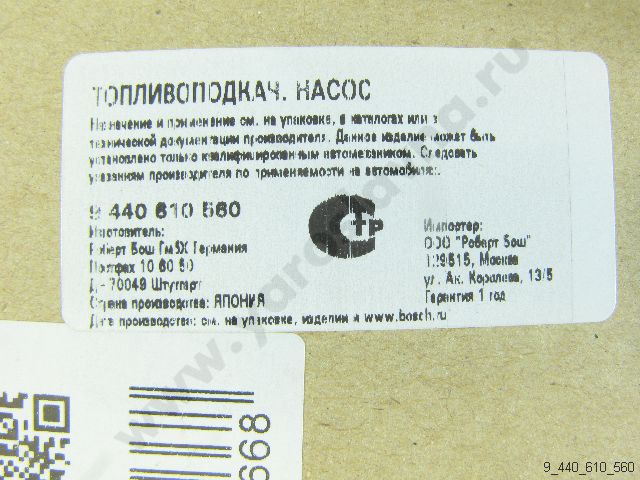 ТОПЛИВОПОДКАЧ. НАСОС
Назначение и применение см. на упаковке, в каталогах или в
технической документации производителя. Данное изделие может быть
установлено только квалифицированным автомехаником. Следовать
указаниям производителя по применяемости на автомобилях.
9 440 610 560
Изготовитель:
Роберт Бош ГмбХ Германия
Постфах 10 60 50
Д - 70049 Штутгарт
Страна производства: ЯПОНИЯ
Дата производства: см. на упаковке, изделии и www.bosch.ru
СТР
Импортер:
ООО "Роберт Бош"
129515, Москва
ул. Ак. Королева, 13/5
Гарантия 1 год
668
9_440_610_560